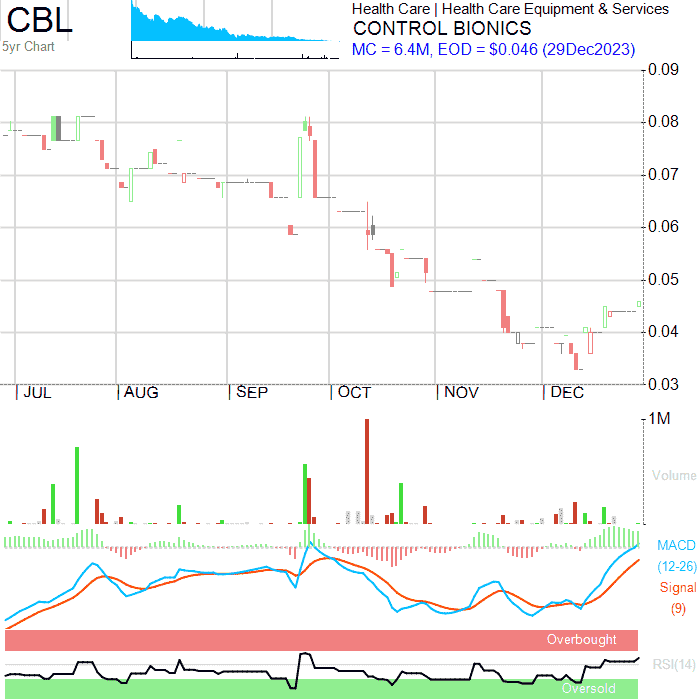 CBL
5yr Chart
Health Care | Health Care Equipment & Services
CONTROL BIONICS
MC = 6.4M, EOD = $0.046 (29Dec2023)
0.09
0.08
0.07
0.06
0.05
0.04
0.03
JUL AUG SEP OCT NOV DEC
1M
Volume
MACD
(12-26)
Signal
(9)
Overbought
RSI(14)
Oversold